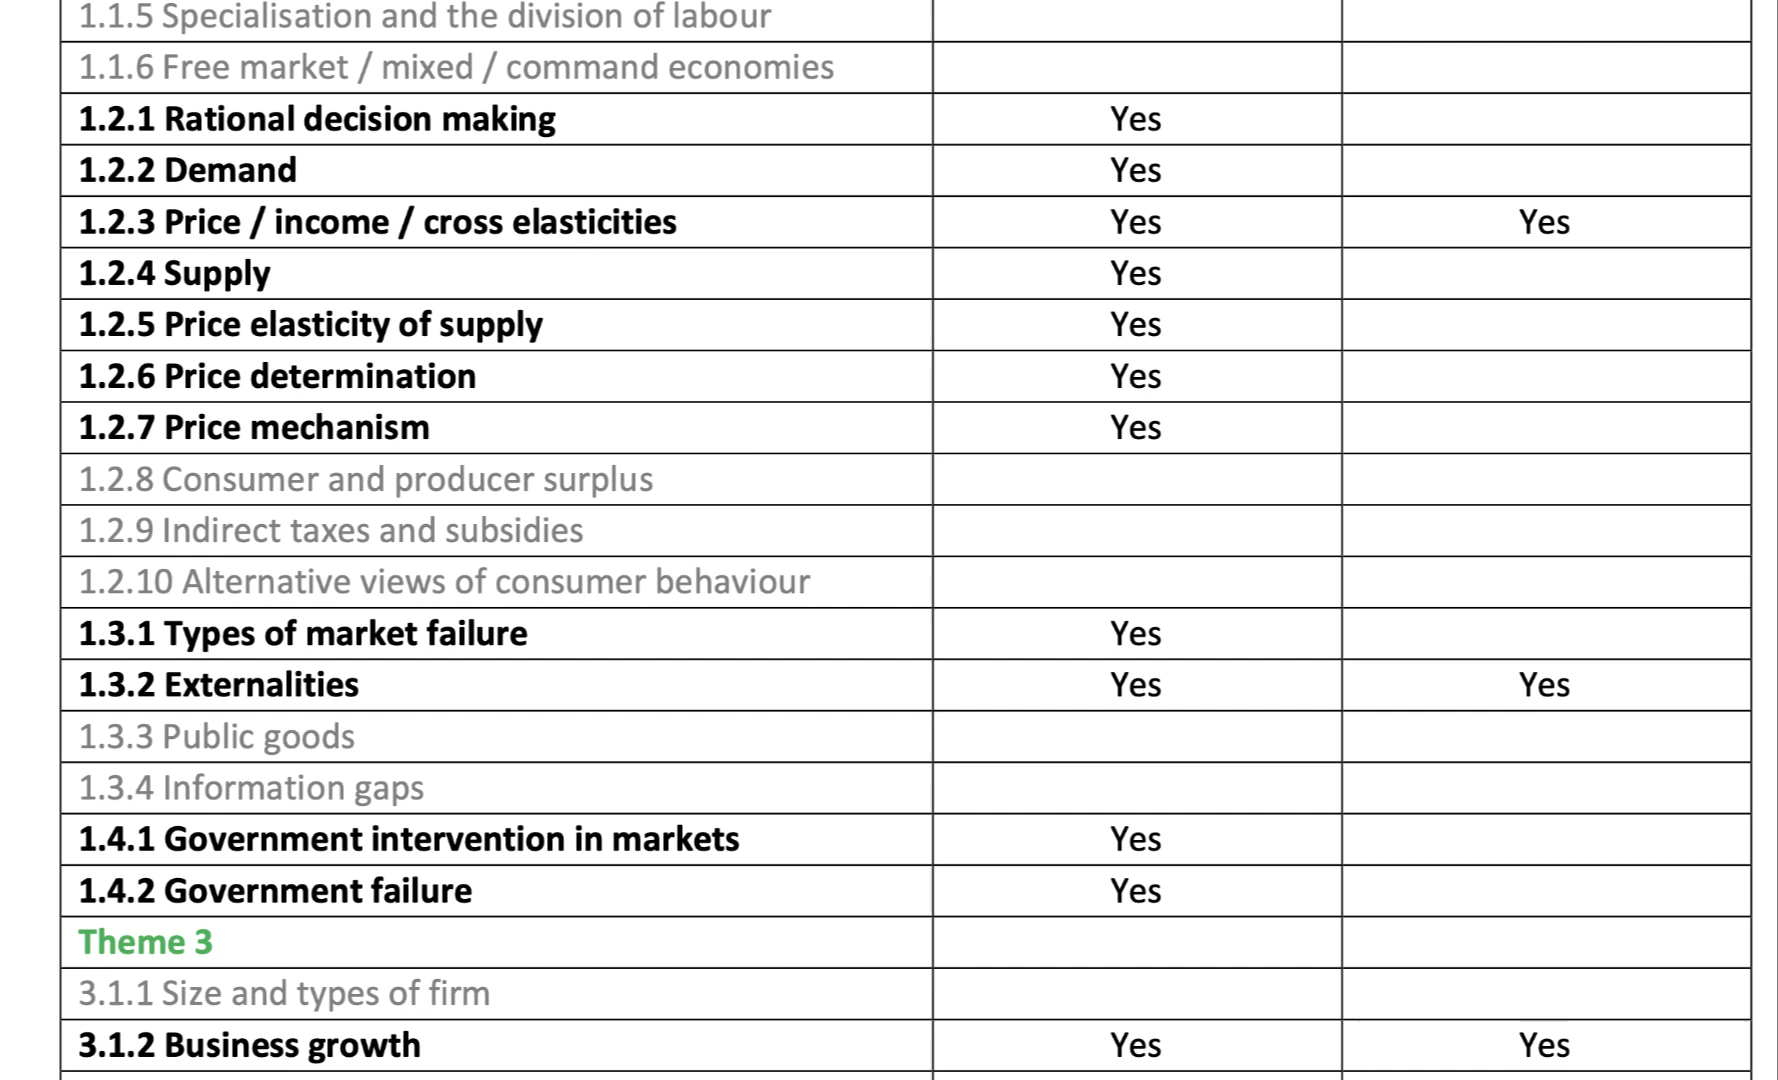 1.1.5 Specialisation and the division of labour
1.1.6 Free market / mixed / command economies
1.2.1 Rational decision making Yes
1.2.2 Demand Yes
1.2.3 Price / income / cross elasticities Yes Yes
1.2.4 Supply Yes
1.2.5 Price elasticity of supply Yes
1.2.6 Price determination Yes
1.2.7 Price mechanism Yes
1.2.8 Consumer and producer surplus
1.2.9 Indirect taxes and subsidies
1.2.10 Alternative views of consumer behaviour
1.3.1 Types of market failure Yes
1.3.2 Externalities Yes Yes
1.3.3 Public goods
1.3.4 Information gaps
1.4.1 Government intervention in markets Yes
1.4.2 Government failure Yes
Theme 3
3.1.1 Size and types of firm
3.1.2 Business growth Yes Yes